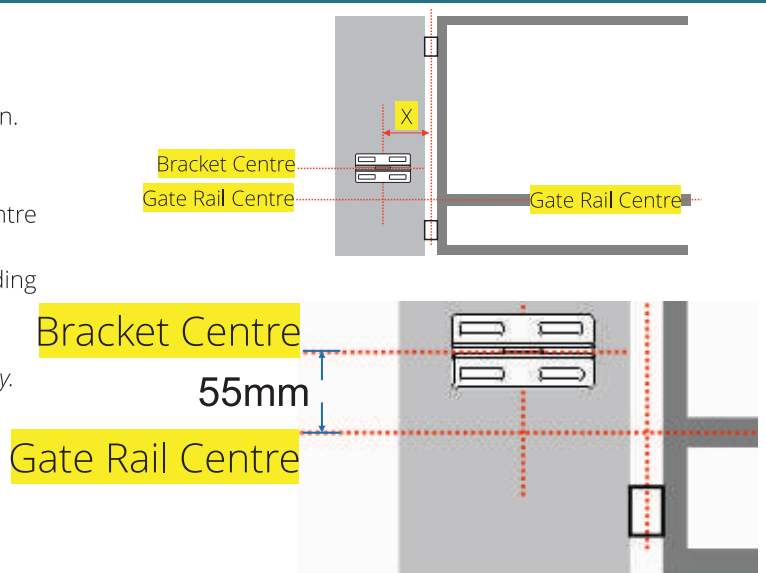 n.
X
Bracket Centre
Gate Rail Centre
Gate Rail Centre
ntre
ding
Bracket Centre
y.
55mm
Gate Rail Centre